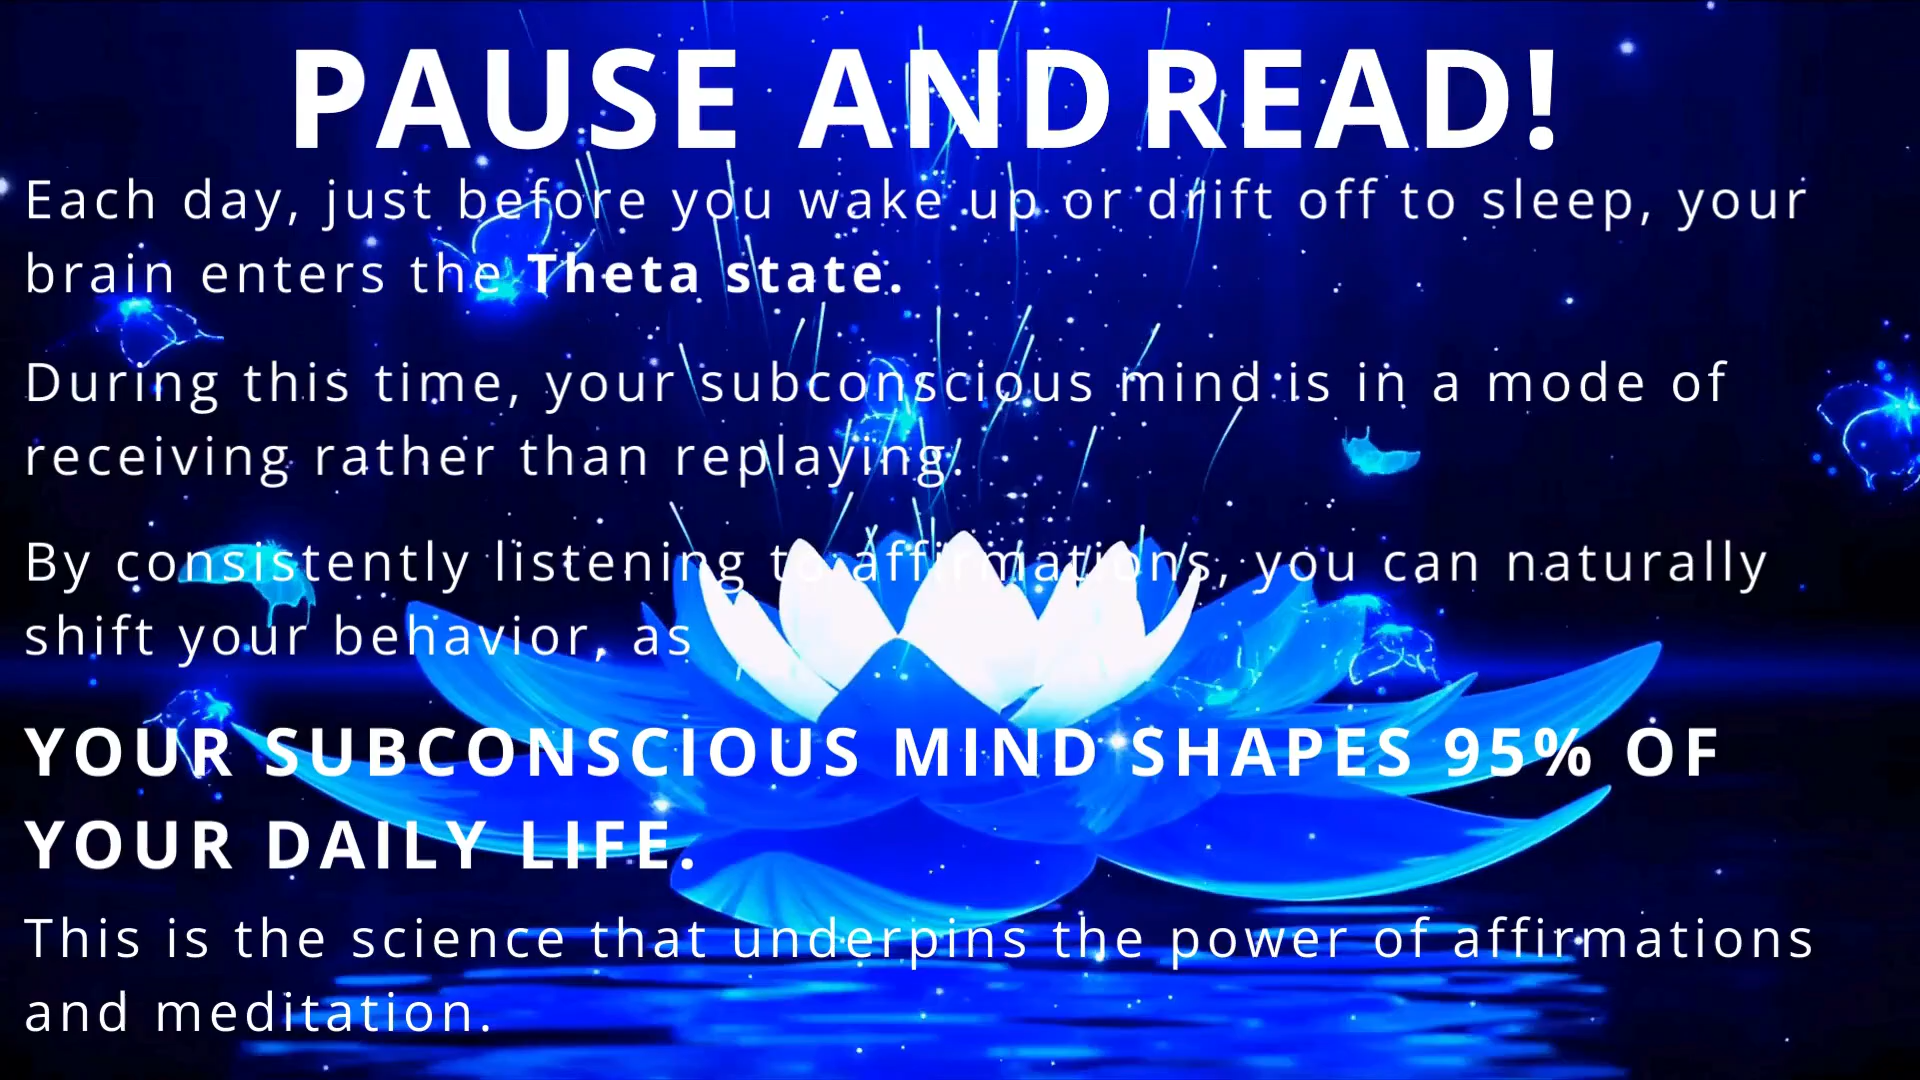 PAUSE AND READ!
Each day, just before you wake up or drift off to sleep, your
brain enters the Theta state.
During this time, your subconscious mind is in a mode of
receiving rather than replaying.
By consistently listening to affirmations, you can naturally
shift your behavior, as
YOUR SUBCONSCIOUS MIND SHAPES 95% OF
YOUR DAILY LIFE.
This is the science that underpins the power of affirmations
and meditation.